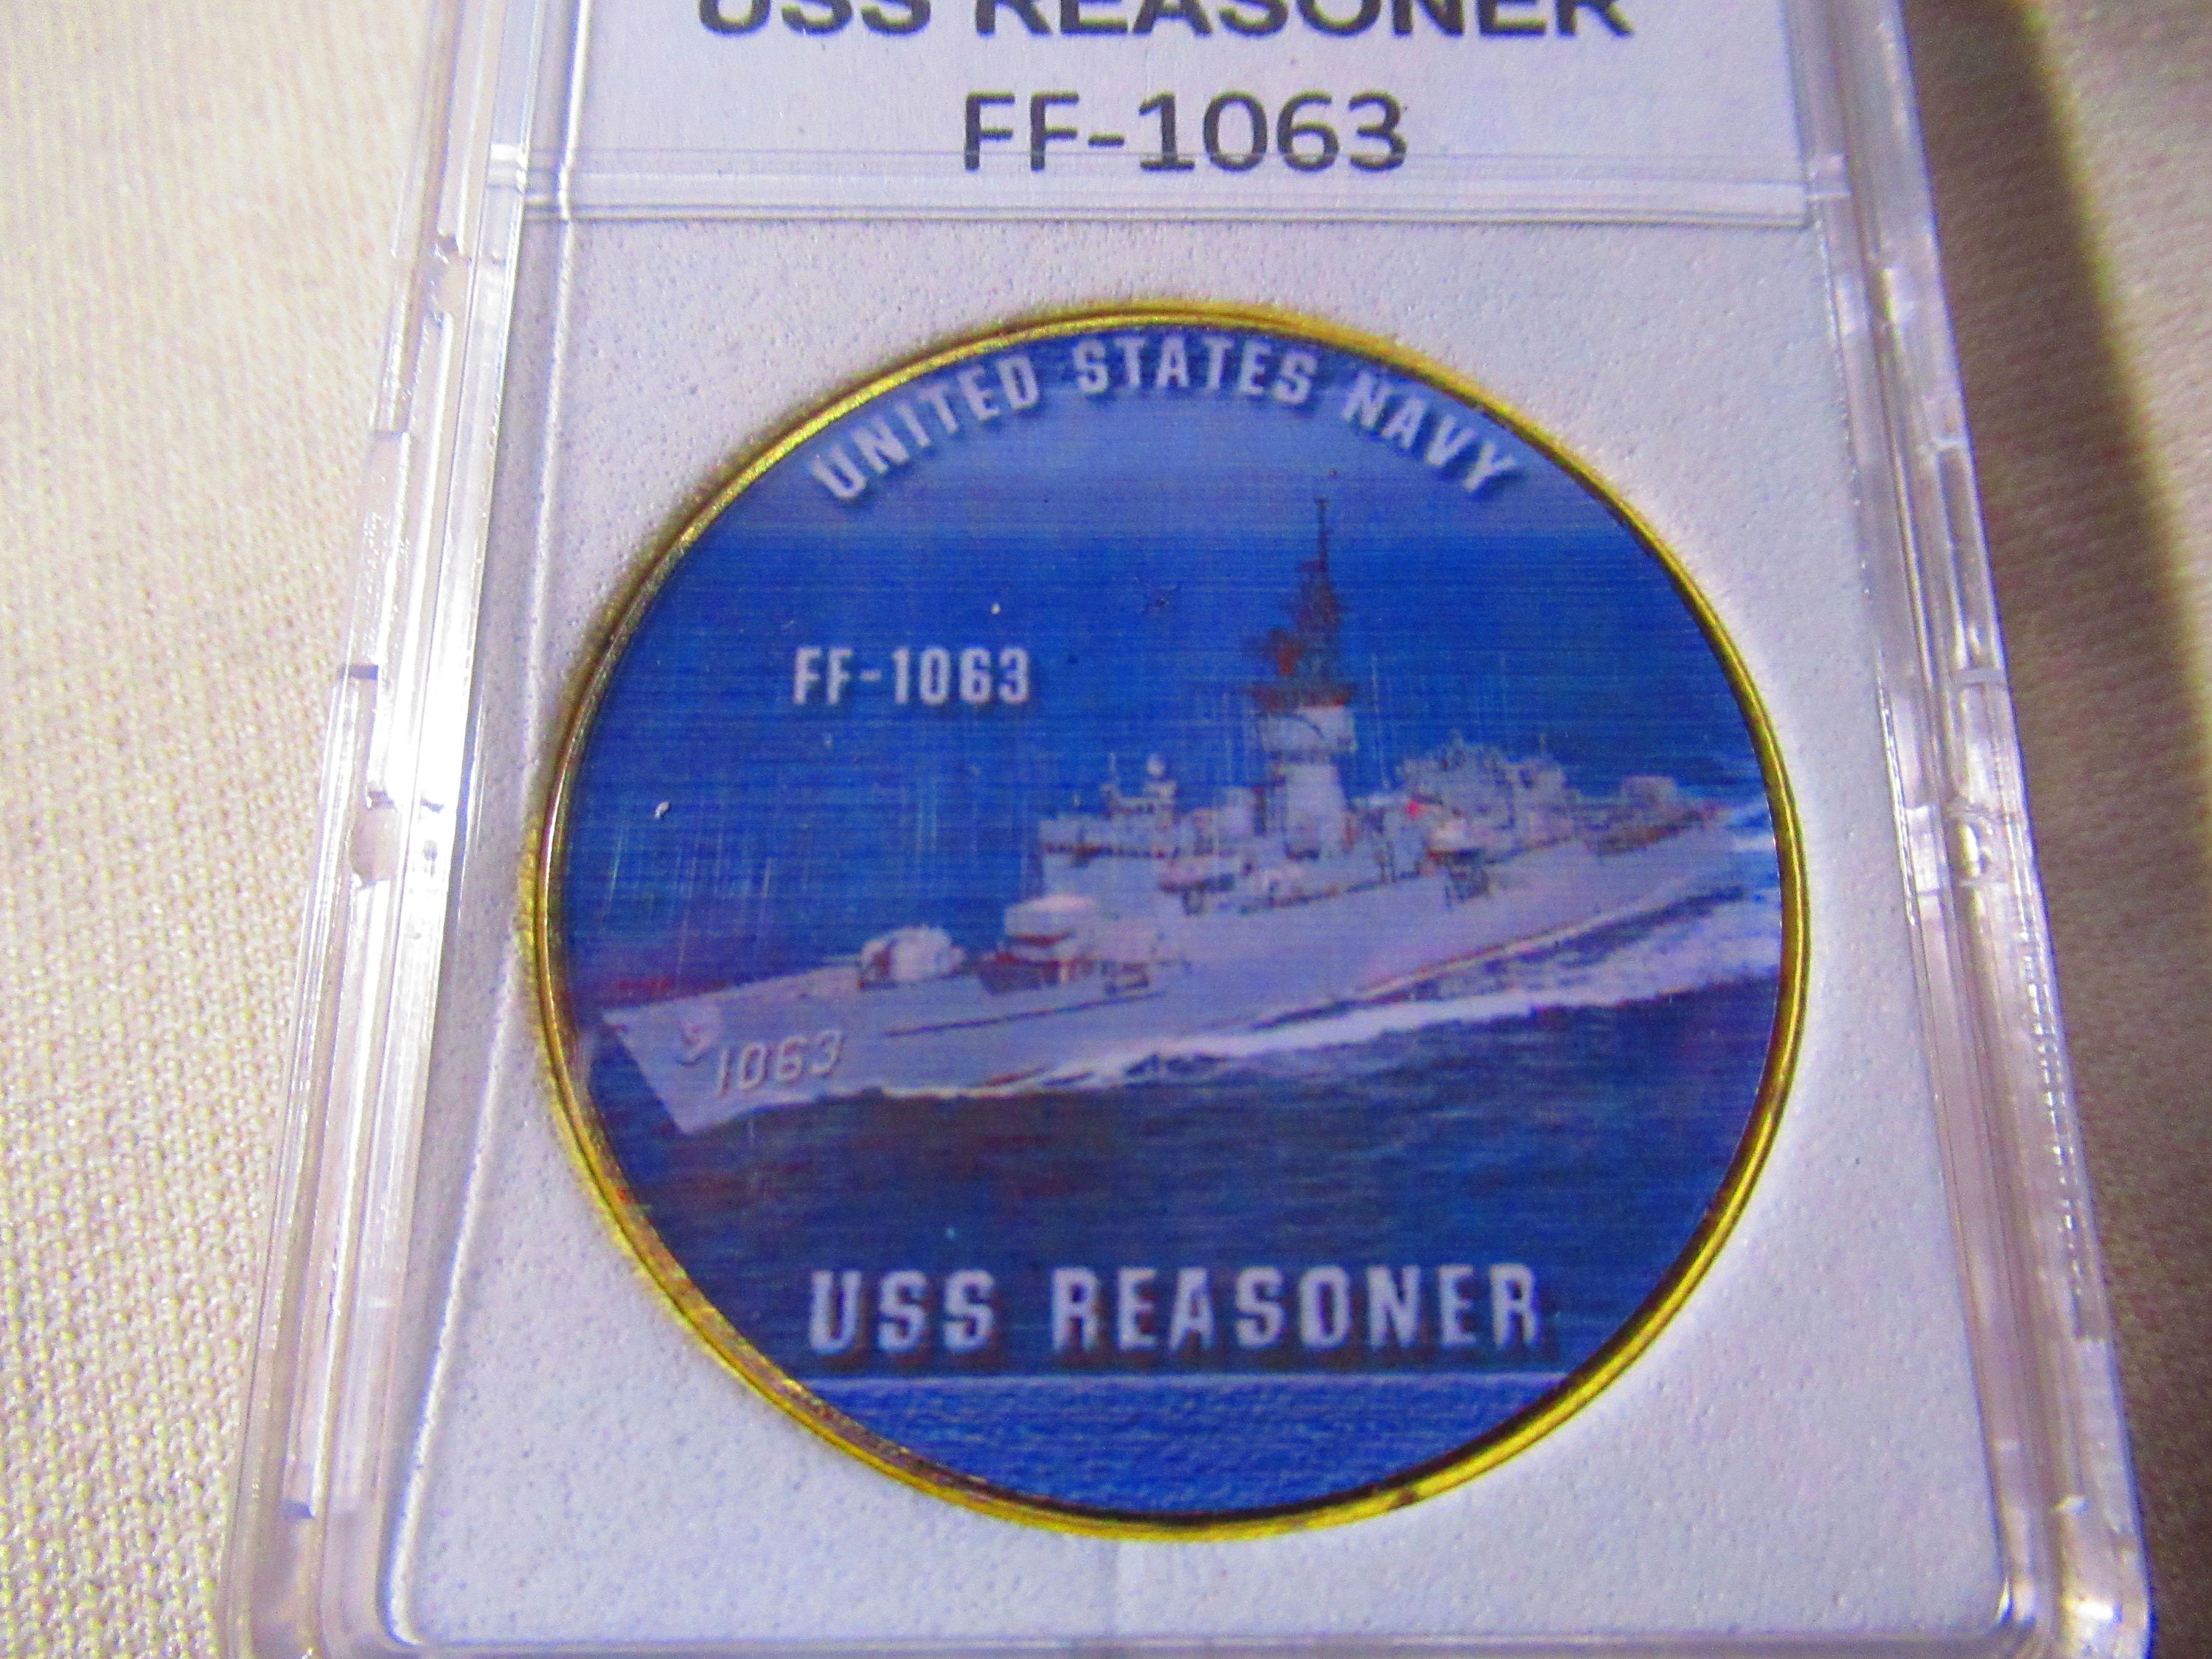 USS REASONER
FF-1063
UNITED STATES NAVY
FF-1063
1063
USS REASONER